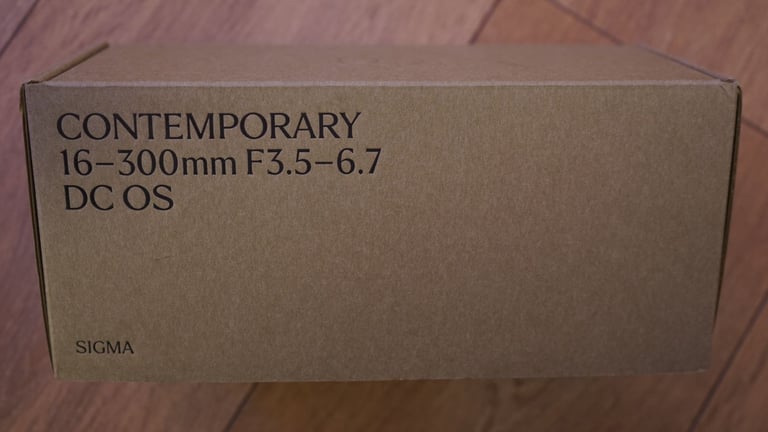 CONTEMPORARY
16–300mm F3.5–6.7
DC OS
SIGMA